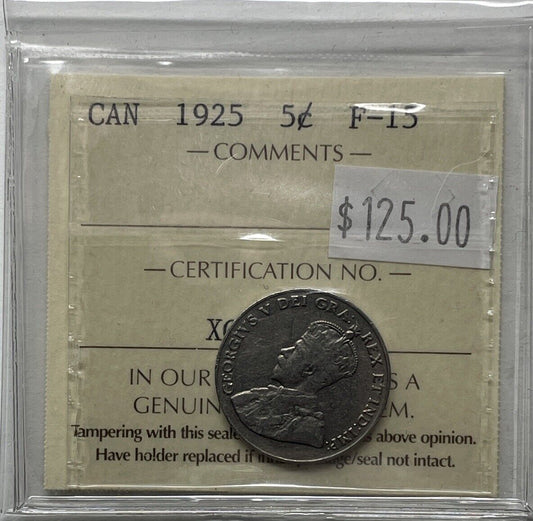 CAN 1925 5¢ F-15
— COMMENTS —
$125.00
— CERTIFICATION NO. —
GEORGIVS V DEI GRA: REX ET IND:IMP:
IN OUR A
GENUIN EM.
Tampering with this seale above opinion.
Have holder replaced if /seal not intact.